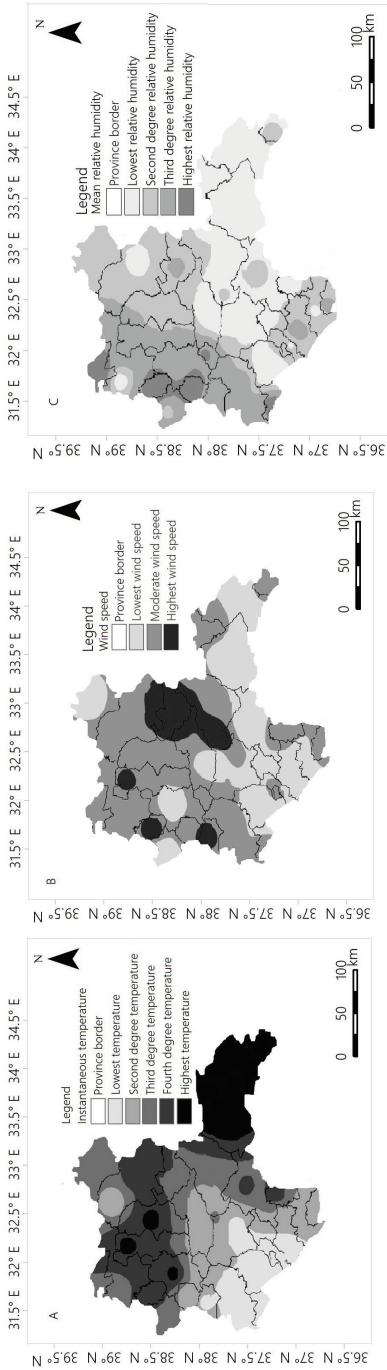 31.5° E 32° E 32.5° E 33° E 33.5° E 34° E 34.5° E
A
N
39.5° N
39° N
38.5° N
38° N
37.5° N
37° N
36.5° N
Legend
Instantaneous temperature
Province border
Lowest temperature
Second degree temperature
Third degree temperature
Fourth degree temperature
Highest temperature
0 50 100
km
31.5° E 32° E 32.5° E 33° E 33.5° E 34° E 34.5° E
B
N
39.5° N
39° N
38.5° N
38° N
37.5° N
37° N
36.5° N
Legend
Wind speed
Province border
Lowest wind speed
Moderate wind speed
Highest wind speed
0 50 100
km
31.5° E 32° E 32.5° E 33° E 33.5° E 34° E 34.5° E
C
N
39.5° N
39° N
38.5° N
38° N
37.5° N
37° N
36.5° N
Legend
Mean relative humidity
Province border
Lowest relative humidity
Second degree relative humidity
Third degree relative humidity
Highest relative humidity
0 50 100
km